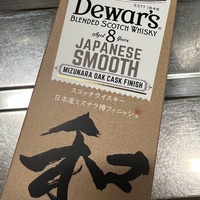 ESTD 1846
Dewar's
BLENDED SCOTCH WHISKY
Aged 8 Years
JAPANESE
SMOOTH
MIZUNARA OAK CASK FINISH
スコッチウイスキー
日本産ミズナラ樽フィニッシュ
和